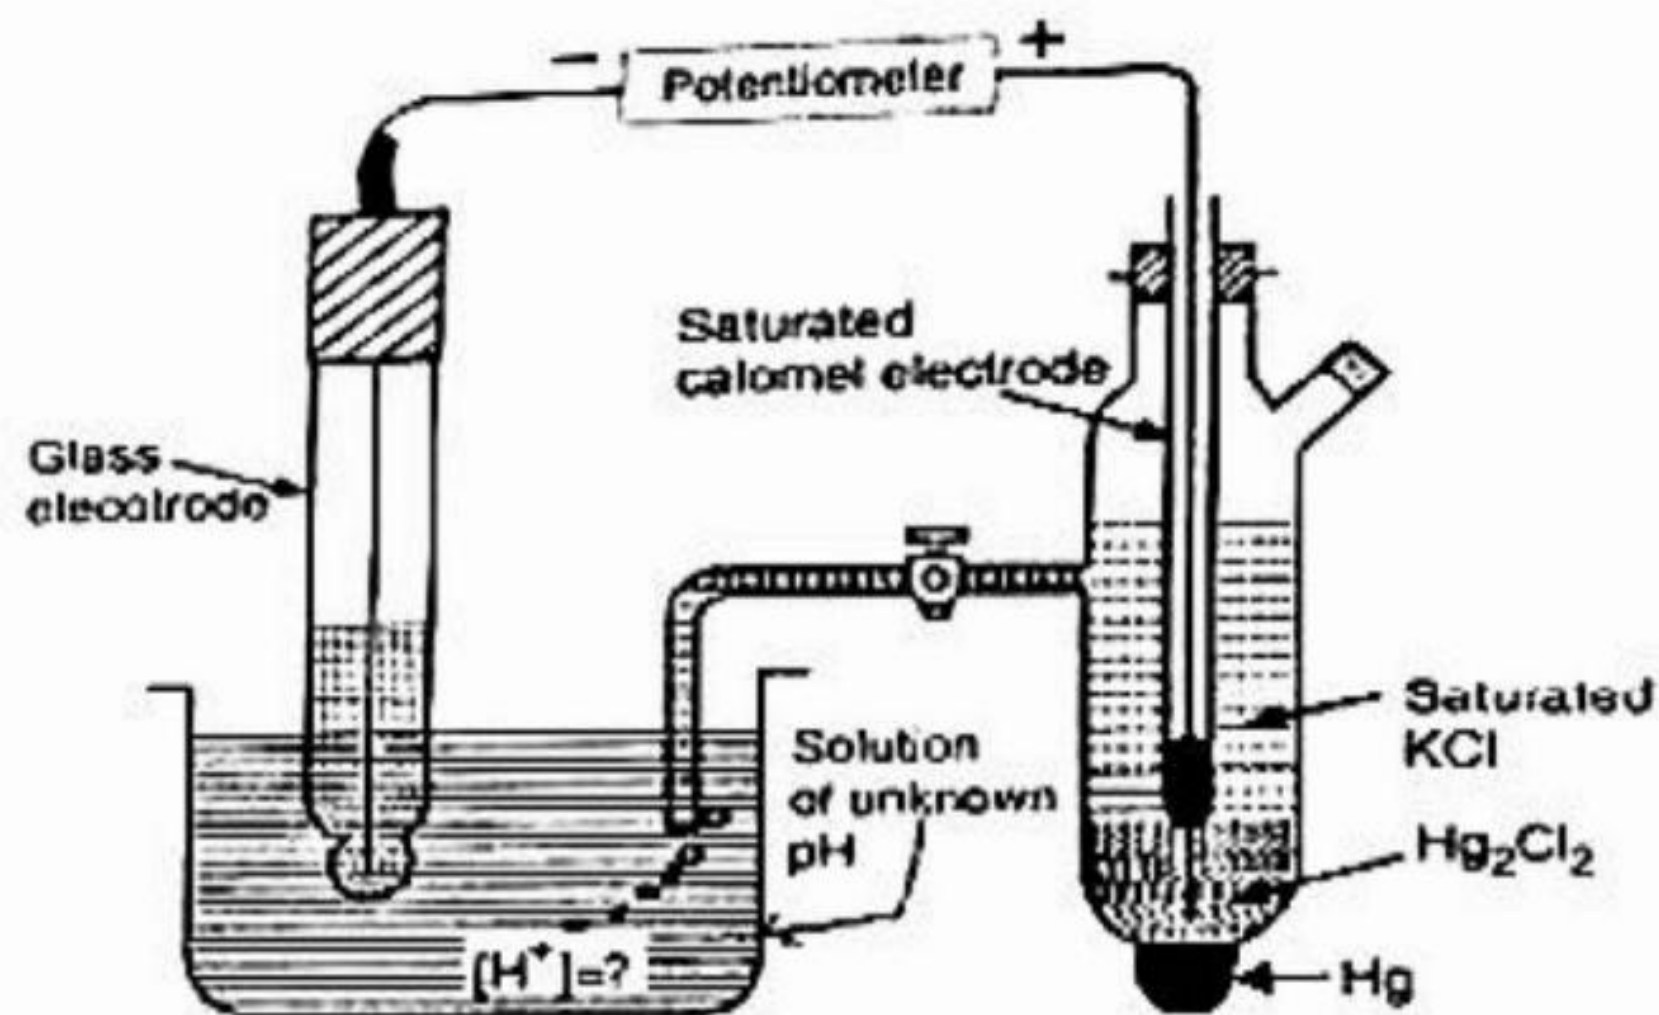 − Potentiometer +
Saturated
calomel electrode
Glass
electrode
Solution
of unknown
pH
Saturated
KCl
Hg₂Cl₂
[H⁺]=?
Hg